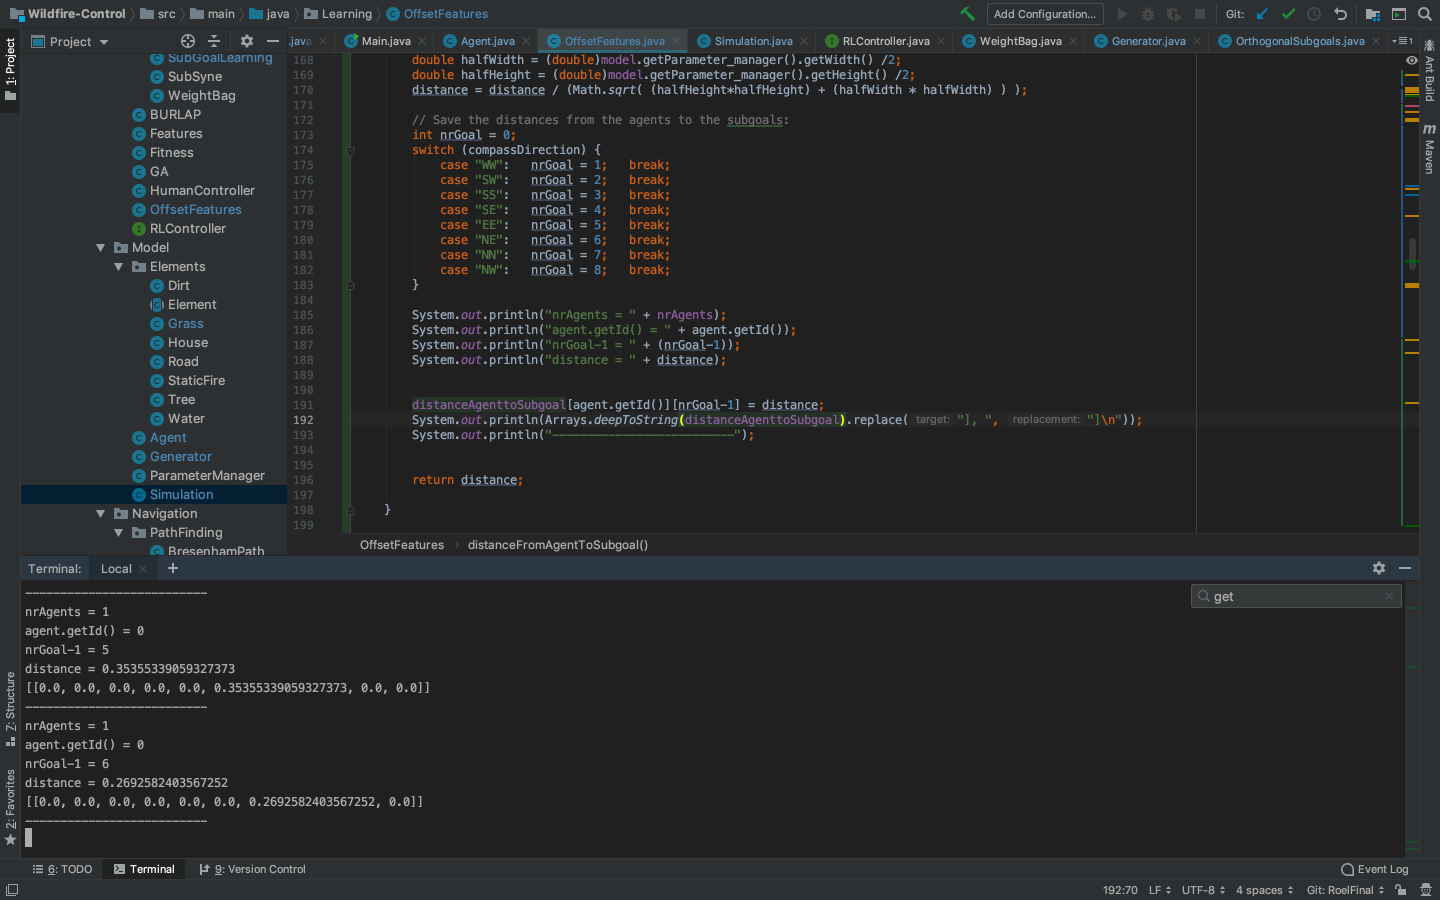 Wildfire-Control
src
main
java
Learning
OffsetFeatures
Add Configuration...
Git:
1: Project
Project
.java
Main.java
Agent.java
OffsetFeatures.java
Simulation.java
RLController.java
WeightBag.java
Generator.java
OrthogonalSubgoals.java
SubGoalLearning
SubSyne
WeightBag
BURLAP
Features
Fitness
GA
HumanController
OffsetFeatures
RLController
Model
Elements
Dirt
Element
Grass
House
Road
StaticFire
Tree
Water
Agent
Generator
ParameterManager
Simulation
Navigation
PathFinding
BresenhamPath
168 double halfWidth = (double)model.getParameter_manager().getWidth() /2;
169 double halfHeight = (double)model.getParameter_manager().getHeight() /2;
170 distance = distance / (Math.sqrt( (halfHeight*halfHeight) + (halfWidth * halfWidth) ) );
171
172 // Save the distances from the agents to the subgoals:
173 int nrGoal = 0;
174 switch (compassDirection) {
175 case "WW": nrGoal = 1; break;
176 case "SW": nrGoal = 2; break;
177 case "SS": nrGoal = 3; break;
178 case "SE": nrGoal = 4; break;
179 case "EE": nrGoal = 5; break;
180 case "NE": nrGoal = 6; break;
181 case "NN": nrGoal = 7; break;
182 case "NW": nrGoal = 8; break;
183 }
184
185 System.out.println("nrAgents = " + nrAgents);
186 System.out.println("agent.getId() = " + agent.getId());
187 System.out.println("nrGoal-1 = " + (nrGoal-1));
188 System.out.println("distance = " + distance);
189
190
191 distanceAgenttoSubgoal[agent.getId()][nrGoal-1] = distance;
192 System.out.println(Arrays.deepToString(distanceAgenttoSubgoal).replace( target: "], ", replacement: "]\n"));
193 System.out.println("--------------------------");
194
195
196 return distance;
197
198 }
199
OffsetFeatures
distanceFromAgentToSubgoal()
Ant Build
Maven
Terminal:
Local
get
--------------------------
nrAgents = 1
agent.getId() = 0
nrGoal-1 = 5
distance = 0.35355339059327373
[[0.0, 0.0, 0.0, 0.0, 0.0, 0.35355339059327373, 0.0, 0.0]]
--------------------------
nrAgents = 1
agent.getId() = 0
nrGoal-1 = 6
distance = 0.2692582403567252
[[0.0, 0.0, 0.0, 0.0, 0.0, 0.0, 0.2692582403567252, 0.0]]
--------------------------
7: Structure
2: Favorites
6: TODO
Terminal
9: Version Control
Event Log
192:70
LF
UTF-8
4 spaces
Git: RoelFinal